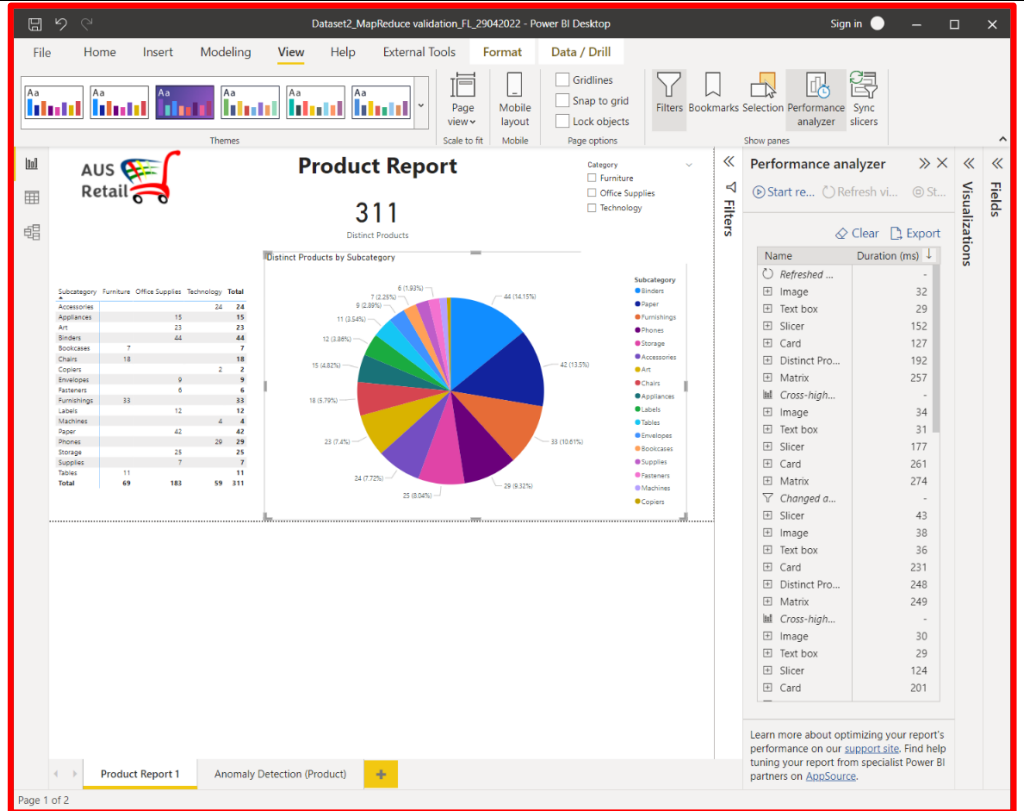 Dataset2_MapReduce validation_FL_29042022 - Power BI Desktop
Sign in
File Home Insert Modeling View Help External Tools Format Data / Drill
Aa Aa Aa Aa Aa Aa
Page view
Mobile layout
Gridlines
Snap to grid
Lock objects
Filters Bookmarks Selection Performance analyzer Sync slicers
Themes Scale to fit Mobile Page options Show panes
AUS Retail
Product Report
311
Distinct Products
Category
Furniture
Office Supplies
Technology
Distinct Products by Subcategory
Subcategory Furniture Office Supplies Technology Total
Accessories 24 24
Appliances 15 15
Art 23 23
Binders 44 44
Bookcases 7 7
Chairs 18 18
Copiers 2 2
Envelopes 9 9
Fasteners 6 6
Furnishings 33 33
Labels 12 12
Machines 4 4
Paper 42 42
Phones 29 29
Storage 25 25
Supplies 7 7
Tables 11 11
Total 69 183 59 311
44 (14.15%)
42 (13.5%)
33 (10.61%)
29 (9.32%)
25 (8.04%)
24 (7.72%)
23 (7.4%)
18 (5.79%)
15 (4.82%)
12 (3.86%)
11 (3.54%)
9 (2.89%)
7 (2.25%)
6 (1.93%)
Subcategory
Binders
Paper
Furnishings
Phones
Storage
Accessories
Art
Chairs
Appliances
Labels
Tables
Envelopes
Bookcases
Supplies
Fasteners
Machines
Copiers
Filters
Performance analyzer
Start re... Refresh vi... St...
Clear Export
Name Duration (ms)
Refreshed ... -
Image 32
Text box 29
Slicer 152
Card 127
Distinct Pro... 192
Matrix 257
Cross-high... -
Image 34
Text box 31
Slicer 177
Card 261
Matrix 274
Changed a... -
Slicer 43
Image 38
Text box 36
Card 231
Distinct Pro... 248
Matrix 249
Cross-high... -
Image 30
Text box 29
Slicer 124
Card 201
Learn more about optimizing your report's
performance on our support site. Find help
tuning your report from specialist Power BI
partners on AppSource.
Visualizations
Fields
Product Report 1 Anomaly Detection (Product) +
Page 1 of 2